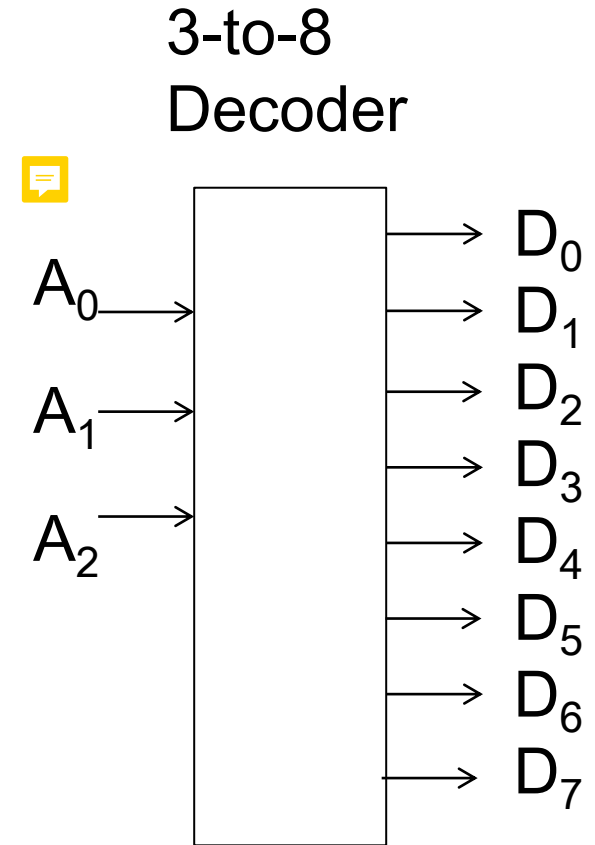 3-to-8
Decoder
A₀
A₁
A₂
D₀
D₁
D₂
D₃
D₄
D₅
D₆
D₇